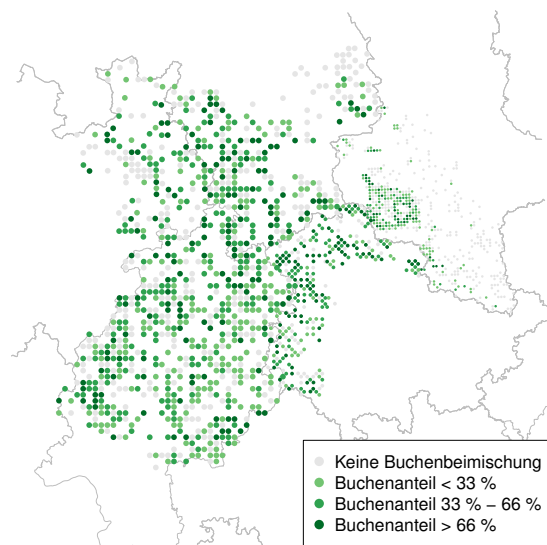 Keine Buchenbeimischung
Buchenanteil < 33 %
Buchenanteil 33 % – 66 %
Buchenanteil > 66 %